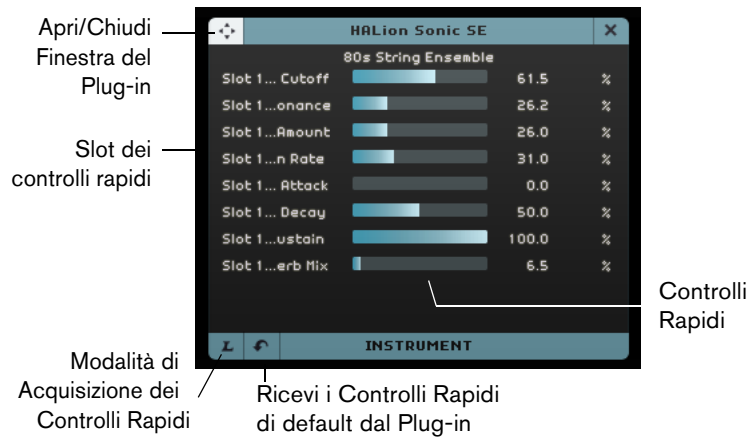 Apri/Chiudi
Finestra del
Plug-in
HALion Sonic SE
80s String Ensemble
Slot 1... Cutoff 61.5 %
Slot 1...onance 26.2 %
Slot 1...Amount 26.0 %
Slot 1...n Rate 31.0 %
Slot 1... Attack 0.0 %
Slot 1... Decay 50.0 %
Slot 1...ustain 100.0 %
Slot 1...erb Mix 6.5 %
Slot dei
controlli rapidi
Controlli
Rapidi
L INSTRUMENT
Modalità di
Acquisizione dei
Controlli Rapidi
Ricevi i Controlli Rapidi
di default dal Plug-in